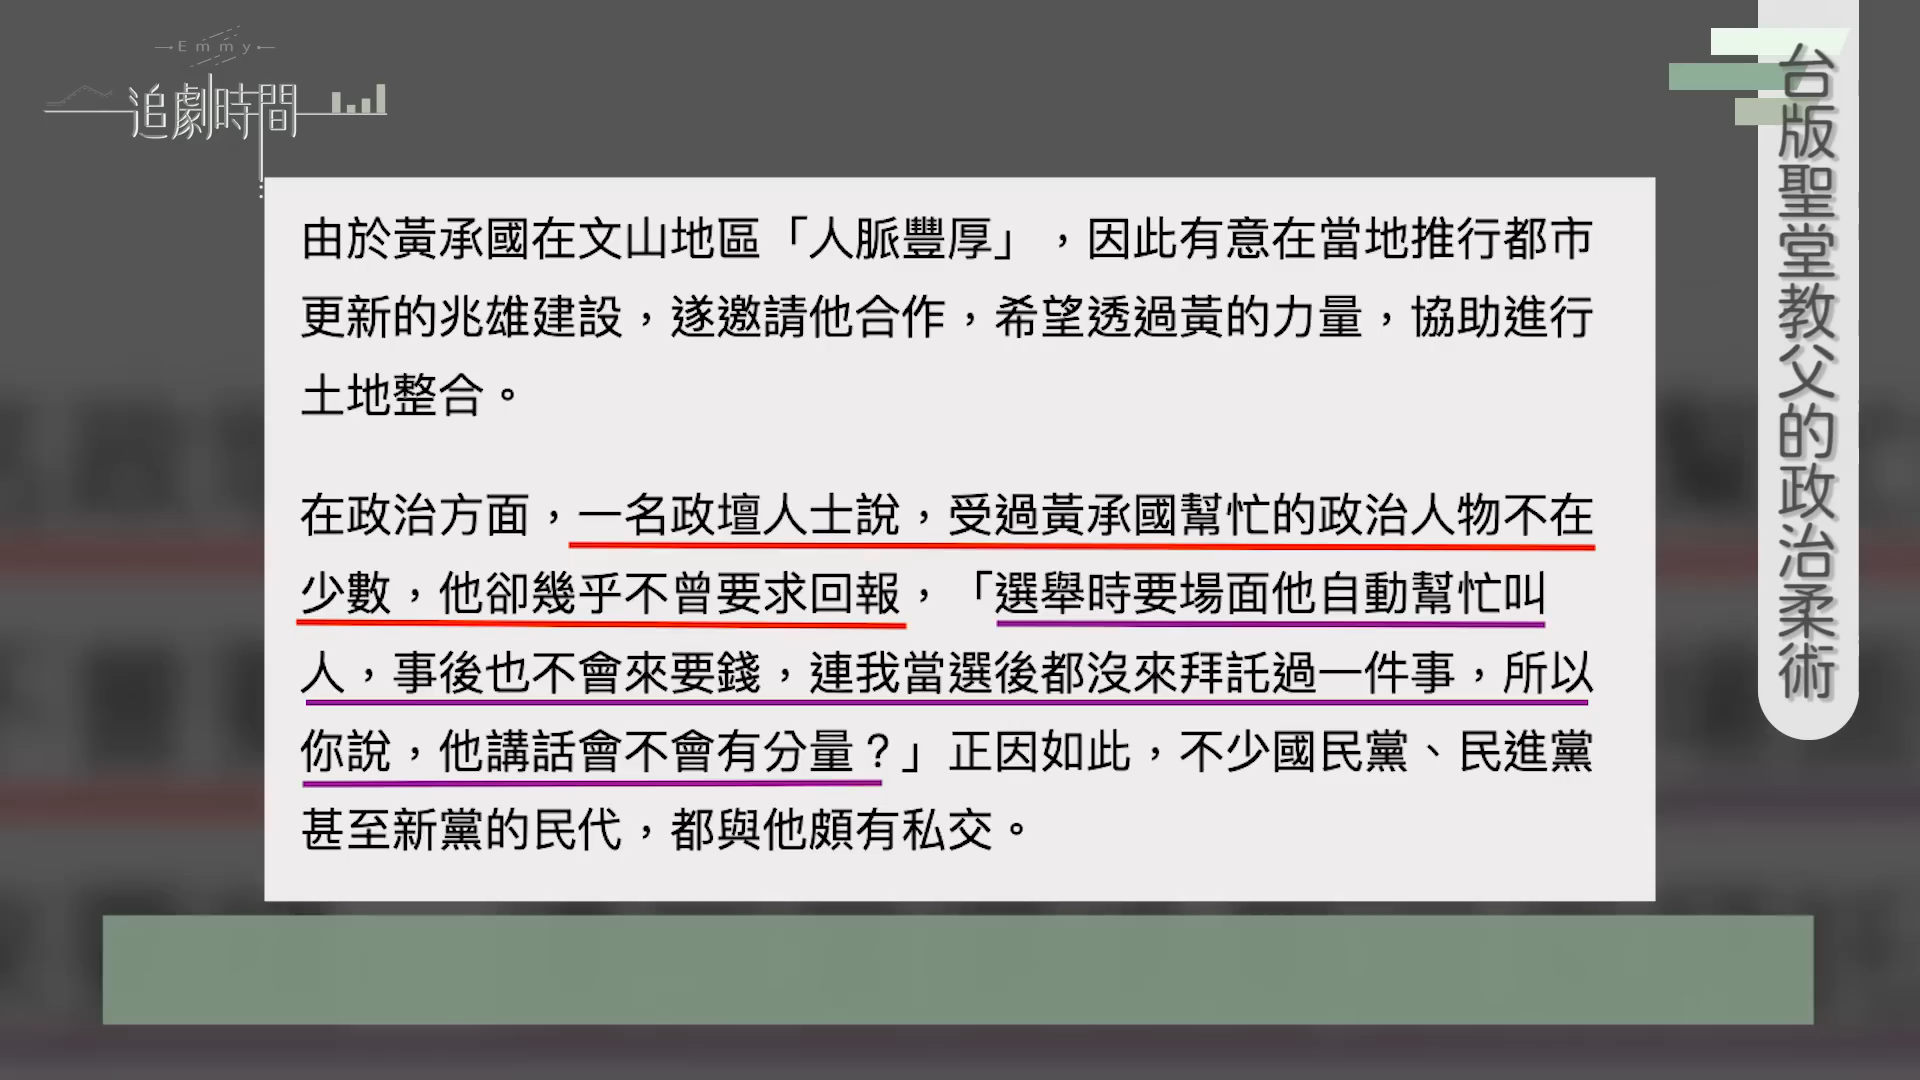 Emmy
追劇時間
台版聖堂教父的政治柔術
由於黃承國在文山地區「人脈豐厚」，因此有意在當地推行都市
更新的兆雄建設，遂邀請他合作，希望透過黃的力量，協助進行
土地整合。
在政治方面，一名政壇人士說，受過黃承國幫忙的政治人物不在
少數，他卻幾乎不曾要求回報，「選舉時要場面他自動幫忙叫
人，事後也不會來要錢，連我當選後都沒來拜託過一件事，所以
你說，他講話會不會有分量？」正因如此，不少國民黨、民進黨
甚至新黨的民代，都與他頗有私交。